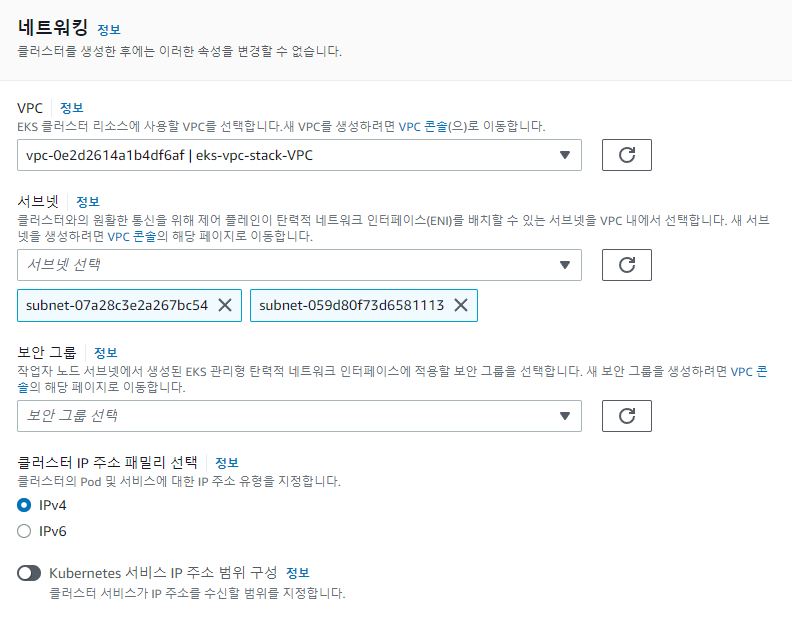 네트워킹 정보
클러스터를 생성한 후에는 이러한 속성을 변경할 수 없습니다.
VPC 정보
EKS 클러스터 리소스에 사용할 VPC를 선택합니다.새 VPC를 생성하려면 VPC 콘솔(으)로 이동합니다.
vpc-0e2d2614a1b4df6af | eks-vpc-stack-VPC
서브넷 정보
클러스터와의 원활한 통신을 위해 제어 플레인이 탄력적 네트워크 인터페이스(ENI)를 배치할 수 있는 서브넷을 VPC 내에서 선택합니다. 새 서브
넷을 생성하려면 VPC 콘솔의 해당 페이지로 이동합니다.
서브넷 선택
subnet-07a28c3e2a267bc54 subnet-059d80f73d6581113
보안 그룹 정보
작업자 노드 서브넷에서 생성된 EKS 관리형 탄력적 네트워크 인터페이스에 적용할 보안 그룹을 선택합니다. 새 보안 그룹을 생성하려면 VPC 콘
솔의 해당 페이지로 이동합니다.
보안 그룹 선택
클러스터 IP 주소 패밀리 선택 정보
클러스터의 Pod 및 서비스에 대한 IP 주소 유형을 지정합니다.
IPv4
IPv6
Kubernetes 서비스 IP 주소 범위 구성 정보
클러스터 서비스가 IP 주소를 수신할 범위를 지정합니다.